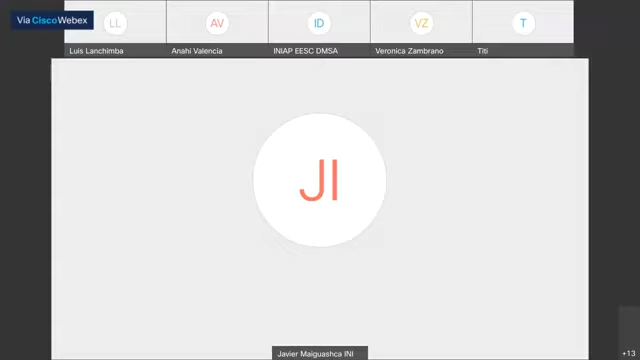 Via Cisco Webex
LL AV ID VZ T
Luis Lanchimba Anahí Valencia INIAP EESC DMSA Veronica Zambrano Titi
JI
Javier Maiguashca INI
+13